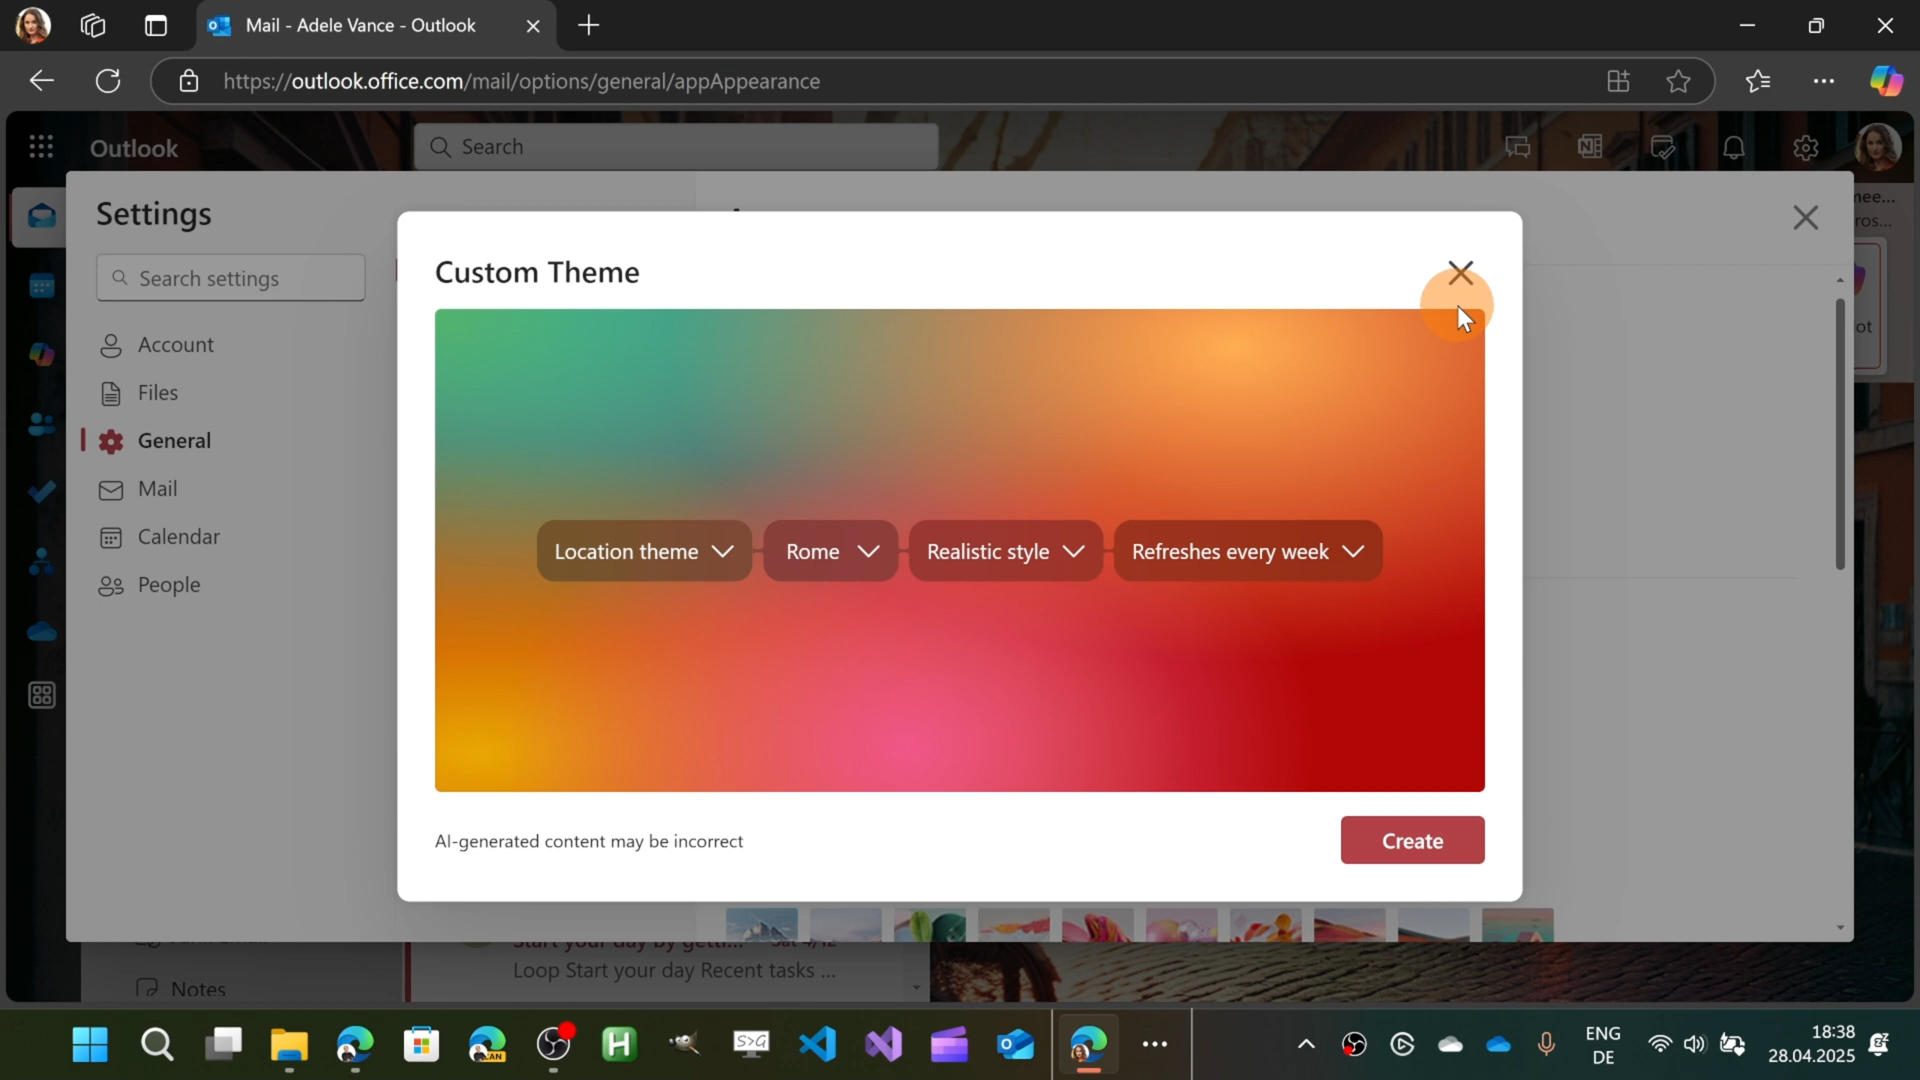 Mail - Adele Vance - Outlook
https://outlook.office.com/mail/options/general/appAppearance
Outlook
Search
Settings
Search settings
Account
Files
General
Mail
Calendar
People
Custom Theme
Location theme
Rome
Realistic style
Refreshes every week
AI-generated content may be incorrect
Create
Loop Start your day Recent tasks ...
Notes
ENG
DE
18:38
28.04.2025